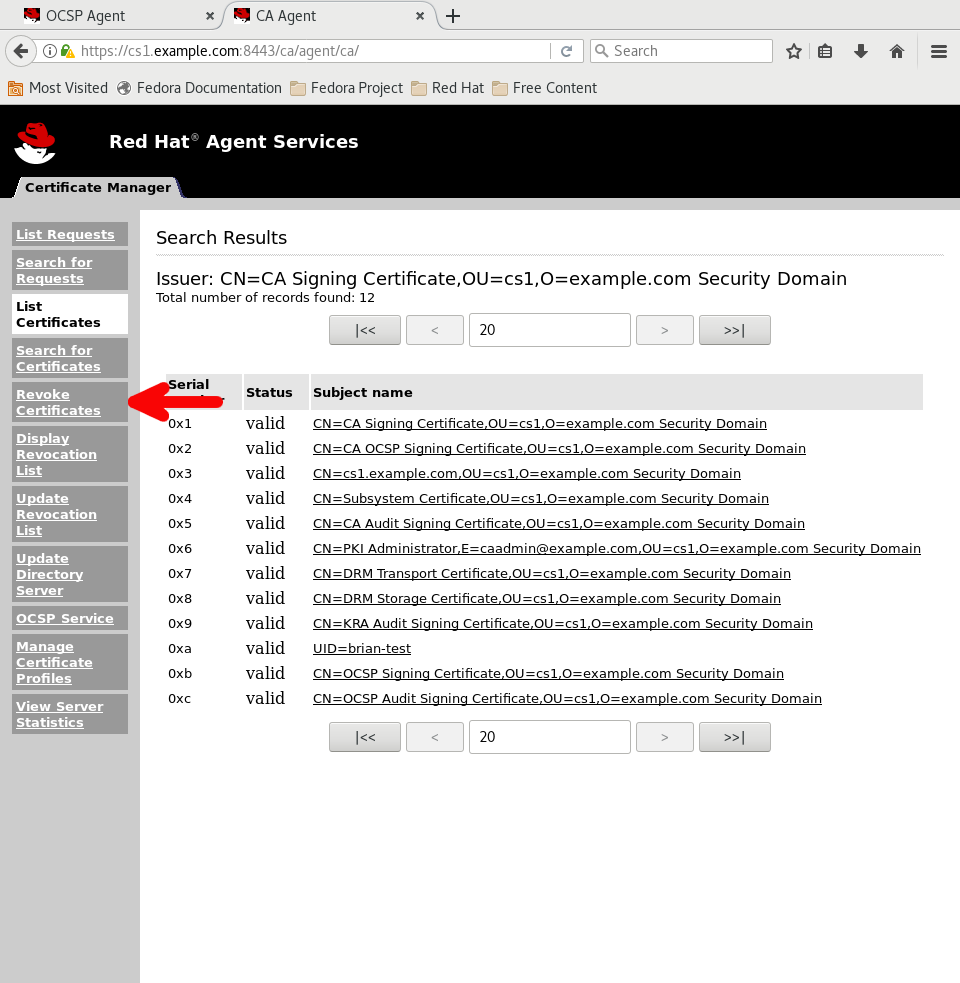 OCSP Agent
CA Agent
https://cs1.example.com:8443/ca/agent/ca/
Search
Most Visited
Fedora Documentation
Fedora Project
Red Hat
Free Content
Red Hat® Agent Services
Certificate Manager
List Requests
Search for
Requests
List
Certificates
Search for
Certificates
Revoke
Certificates
Display
Revocation
List
Update
Revocation
List
Update
Directory
Server
OCSP Service
Manage
Certificate
Profiles
View Server
Statistics
Search Results
Issuer: CN=CA Signing Certificate,OU=cs1,O=example.com Security Domain
Total number of records found: 12
|<< < 20 > >>|
Serial Status Subject name
0x1 valid CN=CA Signing Certificate,OU=cs1,O=example.com Security Domain
0x2 valid CN=CA OCSP Signing Certificate,OU=cs1,O=example.com Security Domain
0x3 valid CN=cs1.example.com,OU=cs1,O=example.com Security Domain
0x4 valid CN=Subsystem Certificate,OU=cs1,O=example.com Security Domain
0x5 valid CN=CA Audit Signing Certificate,OU=cs1,O=example.com Security Domain
0x6 valid CN=PKI Administrator,E=caadmin@example.com,OU=cs1,O=example.com Security Domain
0x7 valid CN=DRM Transport Certificate,OU=cs1,O=example.com Security Domain
0x8 valid CN=DRM Storage Certificate,OU=cs1,O=example.com Security Domain
0x9 valid CN=KRA Audit Signing Certificate,OU=cs1,O=example.com Security Domain
0xa valid UID=brian-test
0xb valid CN=OCSP Signing Certificate,OU=cs1,O=example.com Security Domain
0xc valid CN=OCSP Audit Signing Certificate,OU=cs1,O=example.com Security Domain
|<< < 20 > >>|